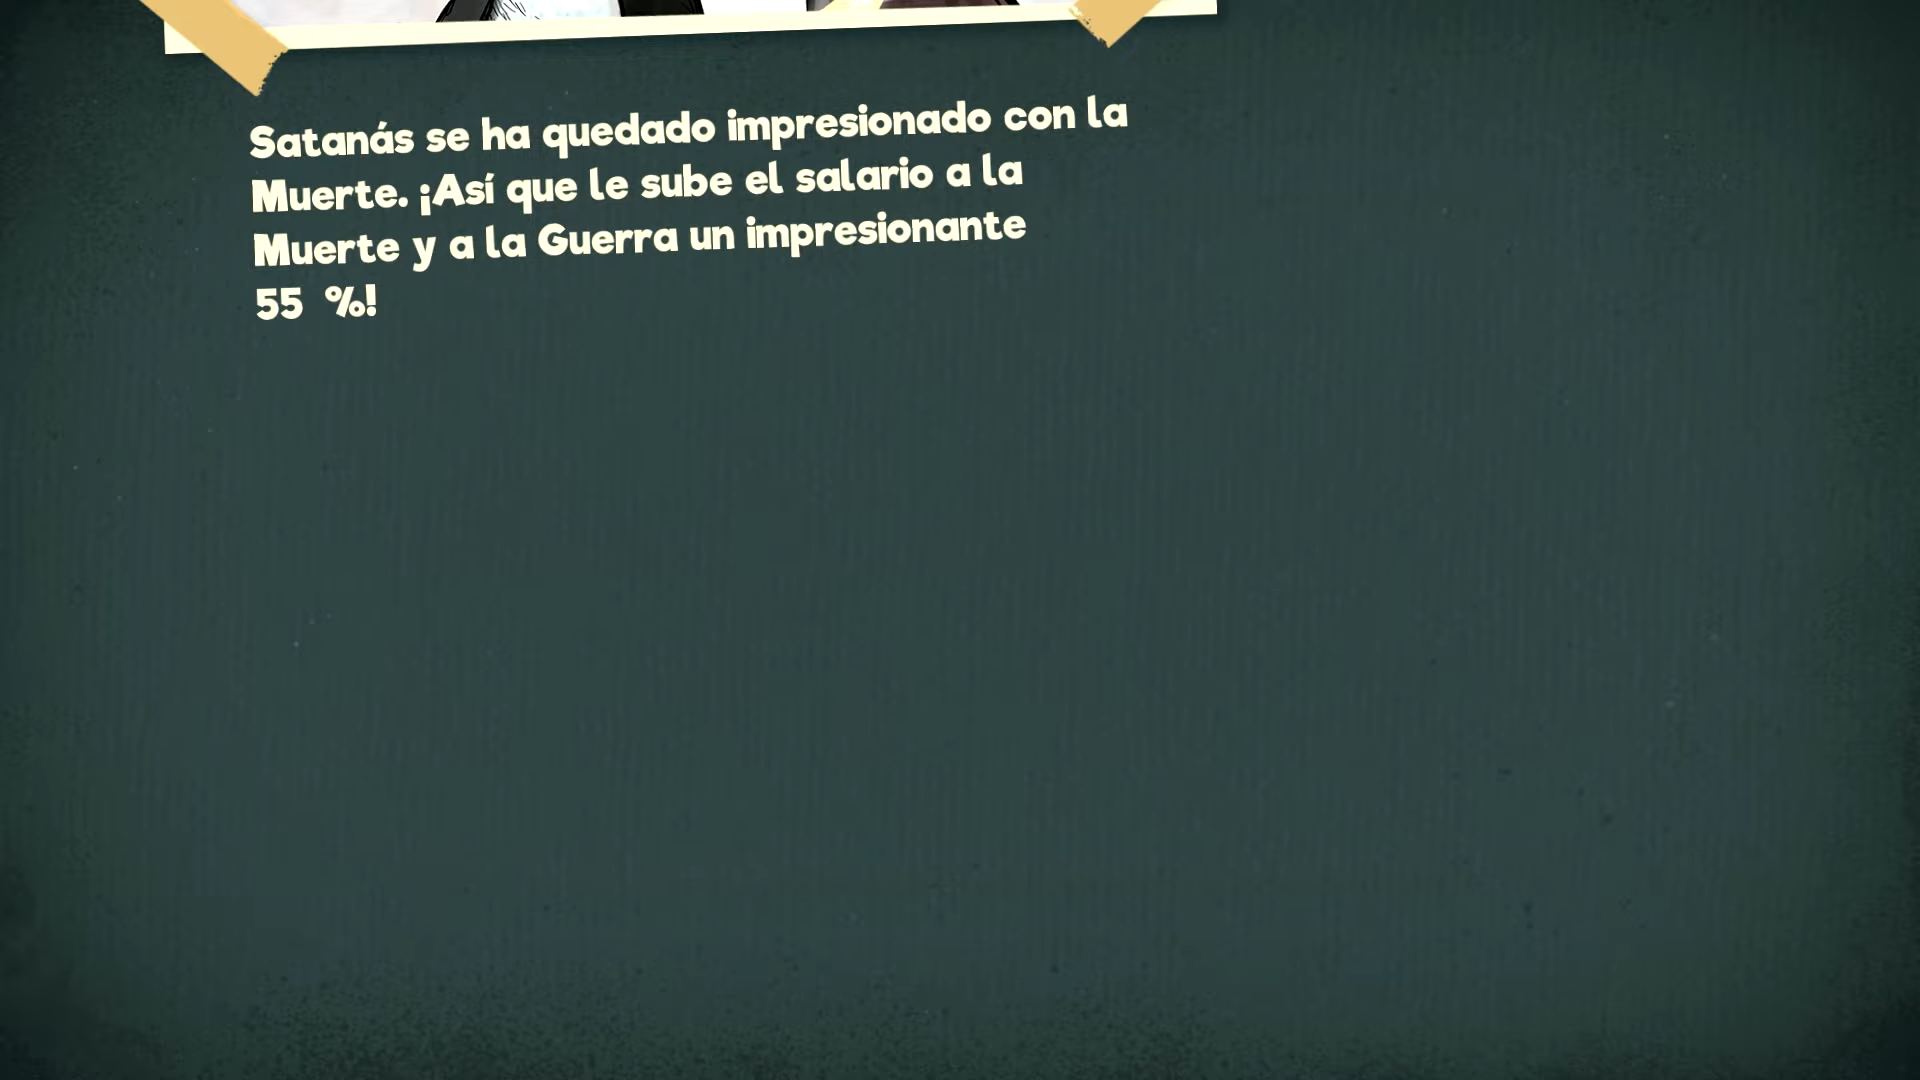 Satanás se ha quedado impresionado con la
Muerte. ¡Así que le sube el salario a la
Muerte y a la Guerra un impresionante
55 %!